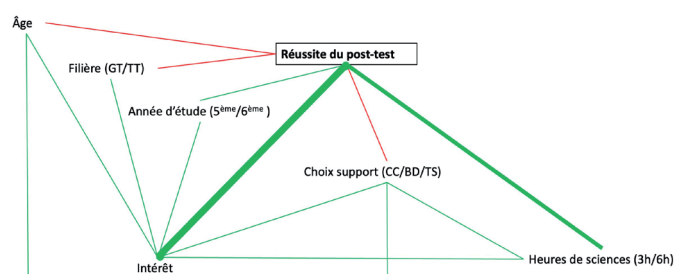 Âge
Réussite du post-test
Filière (GT/TT)
Année d'étude (5ème/6ème )
Choix support (CC/BD/TS)
Heures de sciences (3h/6h)
Intérêt